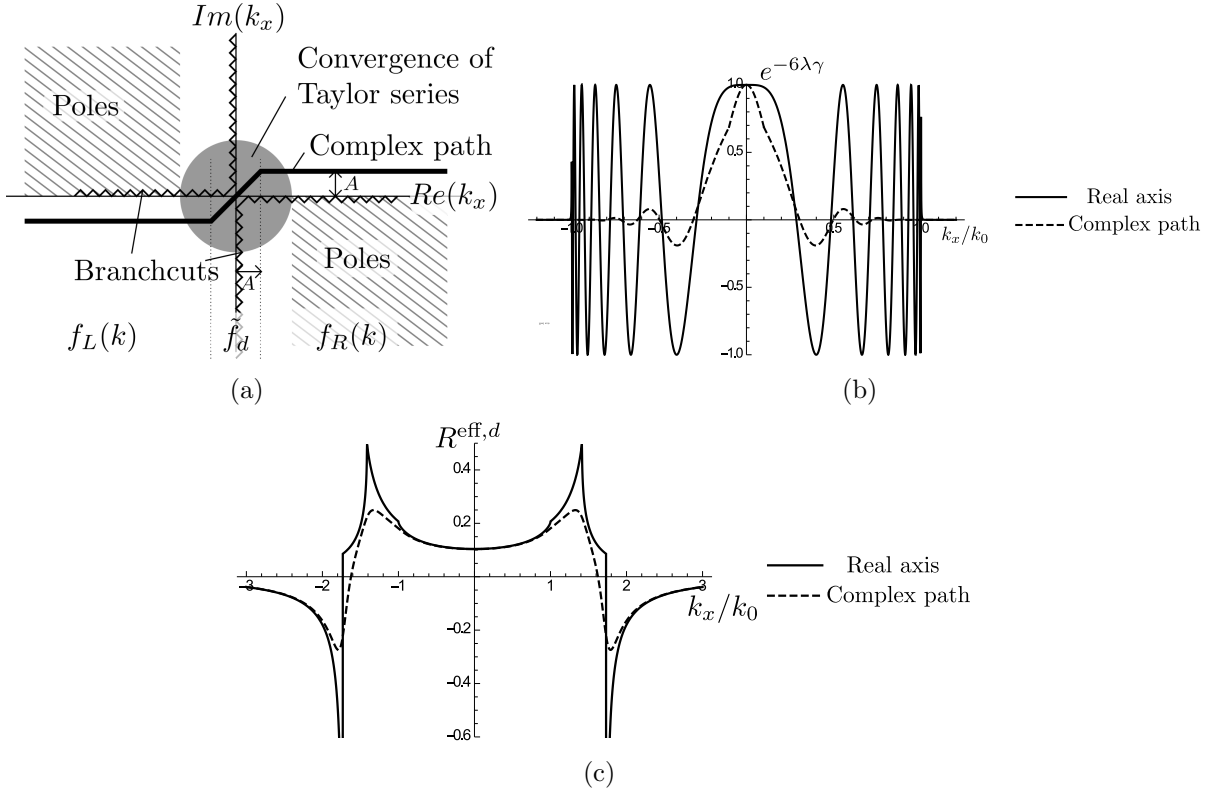 Im(k_x)
Convergence of
Taylor series
Poles
Complex path
A
Re(k_x)
Branchcuts
Poles
A
f_L(k)
f̃_d
f_R(k)
(a)
e^{-6λγ}
1.0
0.5
-1.0
-0.5
0.5
1.0
k_x/k_0
-0.5
-1.0
Real axis
Complex path
(b)
R^{eff,d}
0.4
0.2
-3
-2
-1
1
2
3
k_x/k_0
-0.2
-0.4
-0.6
Real axis
Complex path
(c)